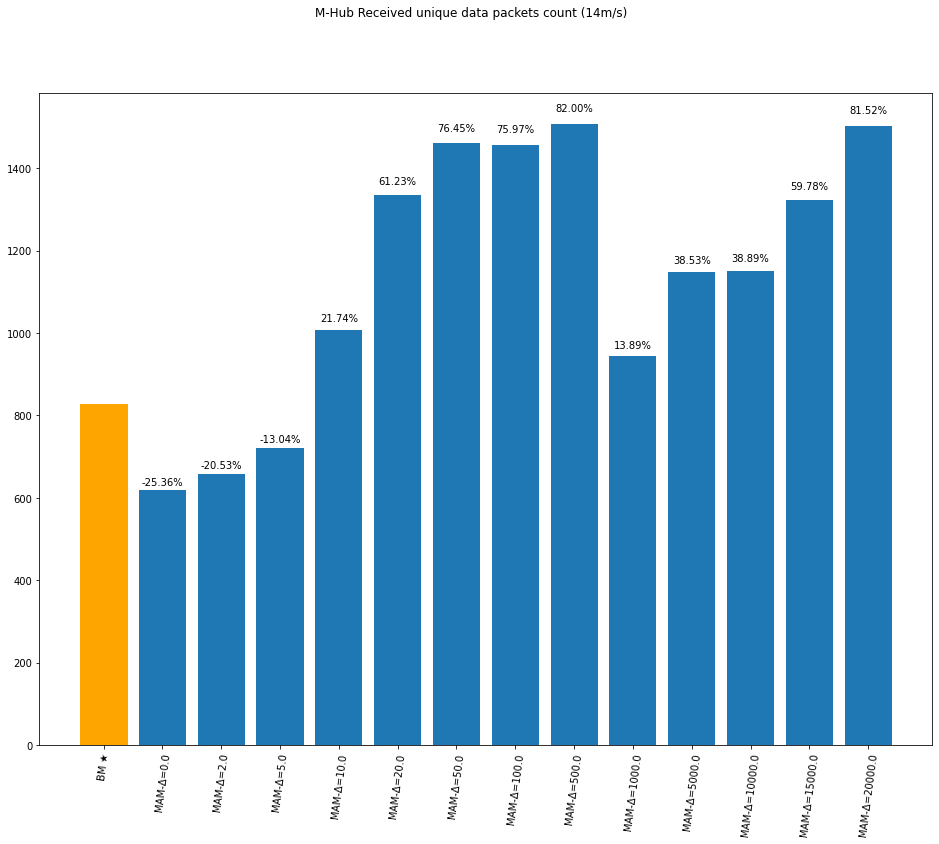 M-Hub Received unique data packets count (14m/s)
1400
1200
1000
800
600
400
200
0
-25.36%
-20.53%
-13.04%
21.74%
61.23%
76.45%
75.97%
82.00%
13.89%
38.53%
38.89%
59.78%
81.52%
BM ★
MAM-Δ=0.0
MAM-Δ=2.0
MAM-Δ=5.0
MAM-Δ=10.0
MAM-Δ=20.0
MAM-Δ=50.0
MAM-Δ=100.0
MAM-Δ=500.0
MAM-Δ=1000.0
MAM-Δ=5000.0
MAM-Δ=10000.0
MAM-Δ=15000.0
MAM-Δ=20000.0